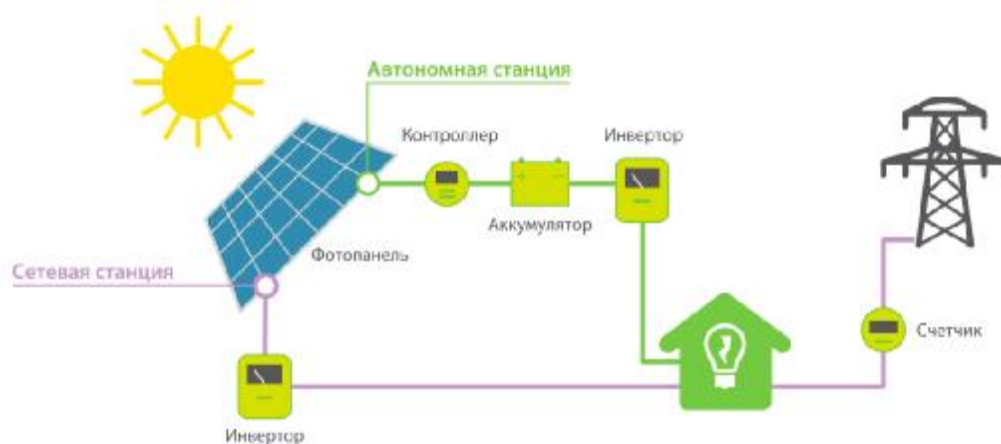 Автономная станция
Контроллер
Инвертор
Аккумулятор
Фотопанель
Сетевая станция
Счетчик
Инвертор